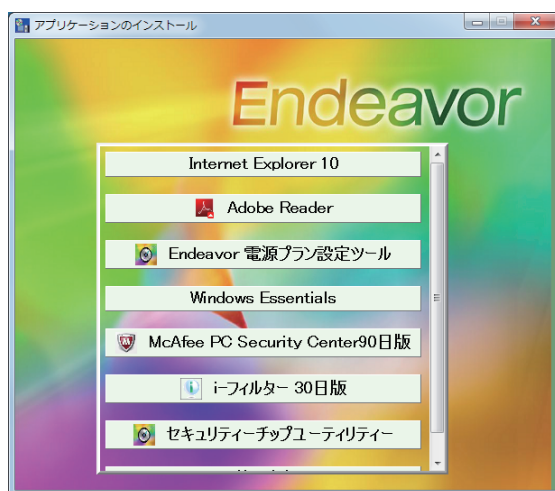 アプリケーションのインストール
Endeavor
Internet Explorer 10
Adobe Reader
Endeavor 電源プラン設定ツール
Windows Essentials
McAfee PC Security Center90日版
i-フィルター 30日版
セキュリティーチップユーティリティー